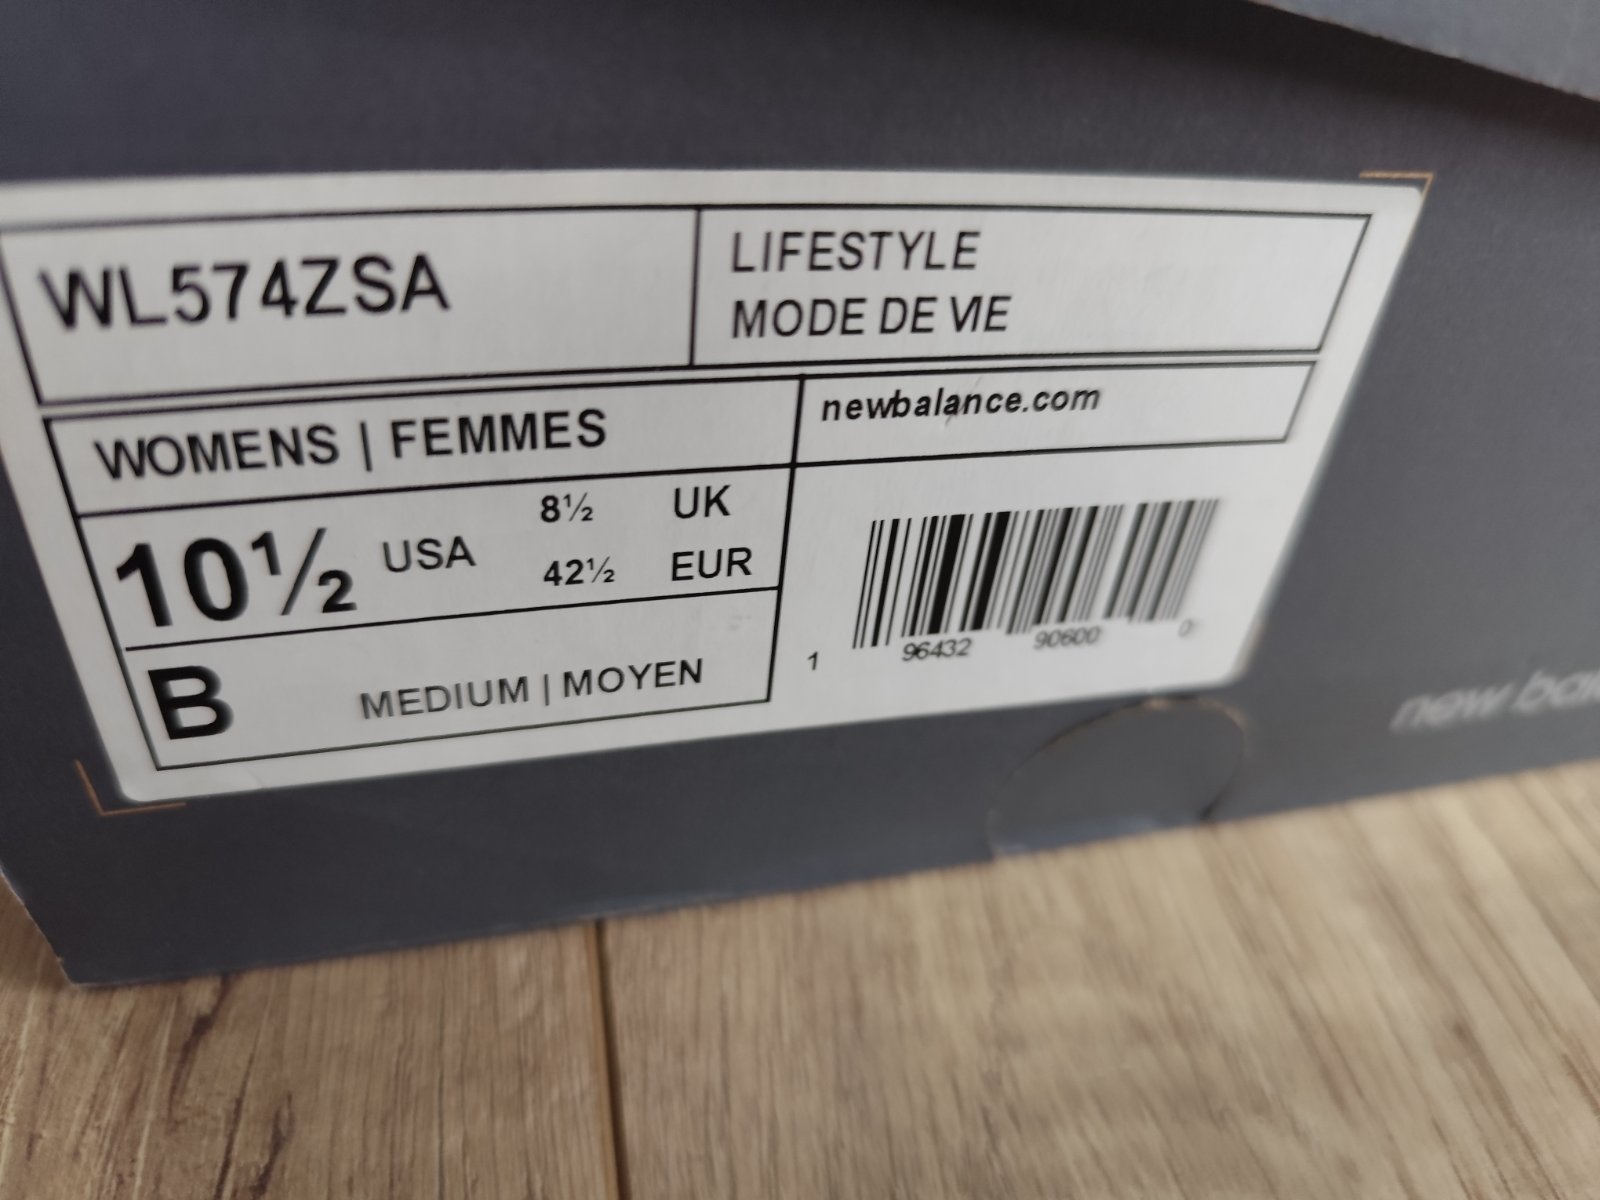 WL574ZSA
LIFESTYLE
MODE DE VIE
WOMENS | FEMMES
newbalance.com
10½ USA
8½ UK
42½ EUR
B MEDIUM | MOYEN
1 96432 90600 0
new bal